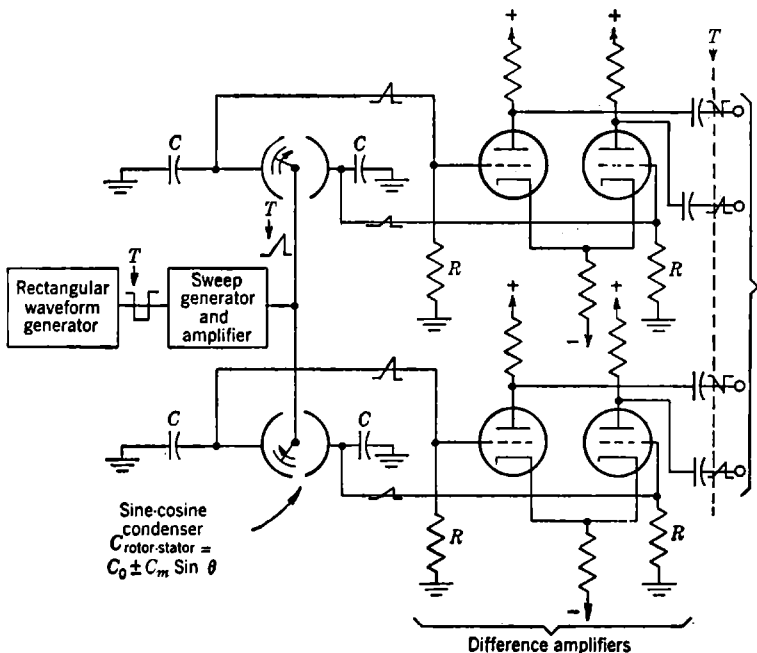 +
+
T
C
C
T
T
R
R
Rectangular
waveform
generator
Sweep
generator
and
amplifier
+
+
−
C
C
Sine-cosine
condenser
C rotor-stator =
C₀ ± Cₘ Sin θ
R
R
−
Difference amplifiers